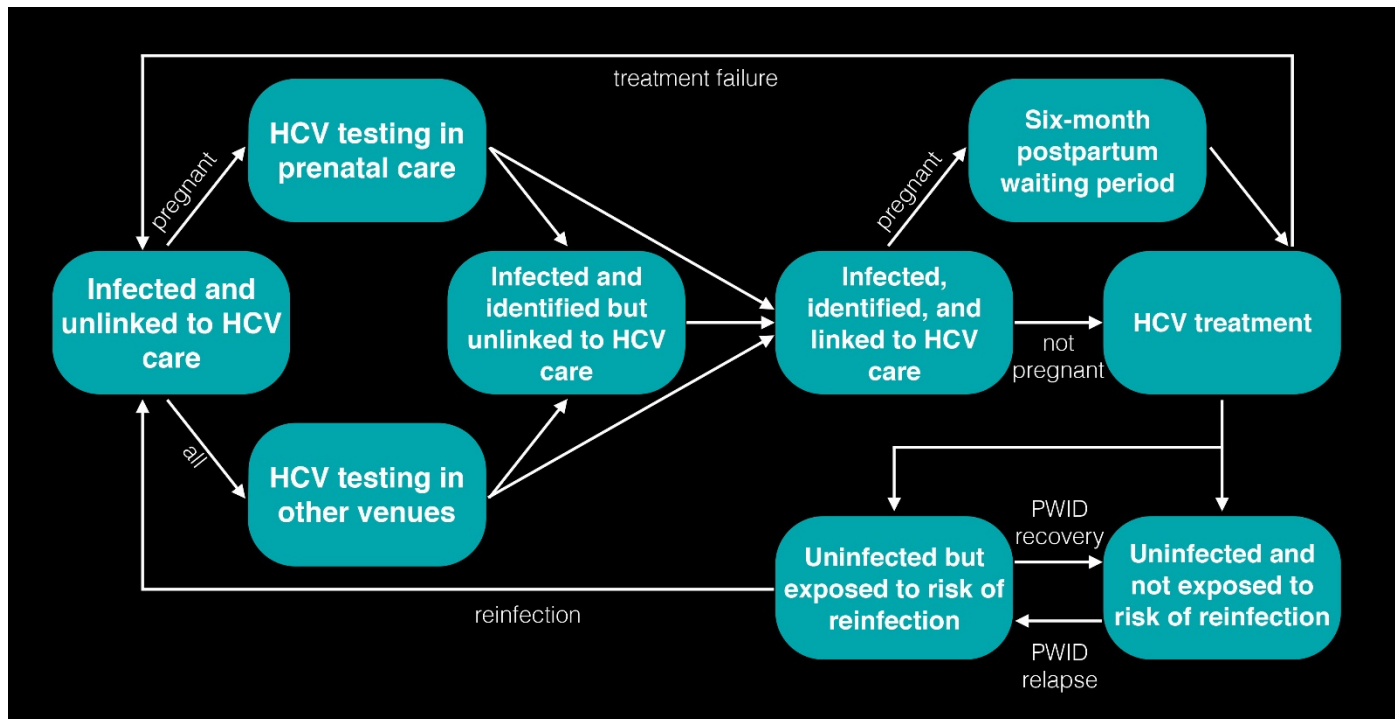 treatment failure
HCV testing in
prenatal care
Six-month
postpartum
waiting period
pregnant
pregnant
Infected and
unlinked to HCV
care
Infected and
identified but
unlinked to HCV
care
Infected,
identified, and
linked to HCV
care
HCV treatment
not
pregnant
all
HCV testing in
other venues
PWID
recovery
Uninfected but
exposed to risk of
reinfection
Uninfected and
not exposed to
risk of reinfection
reinfection
PWID
relapse